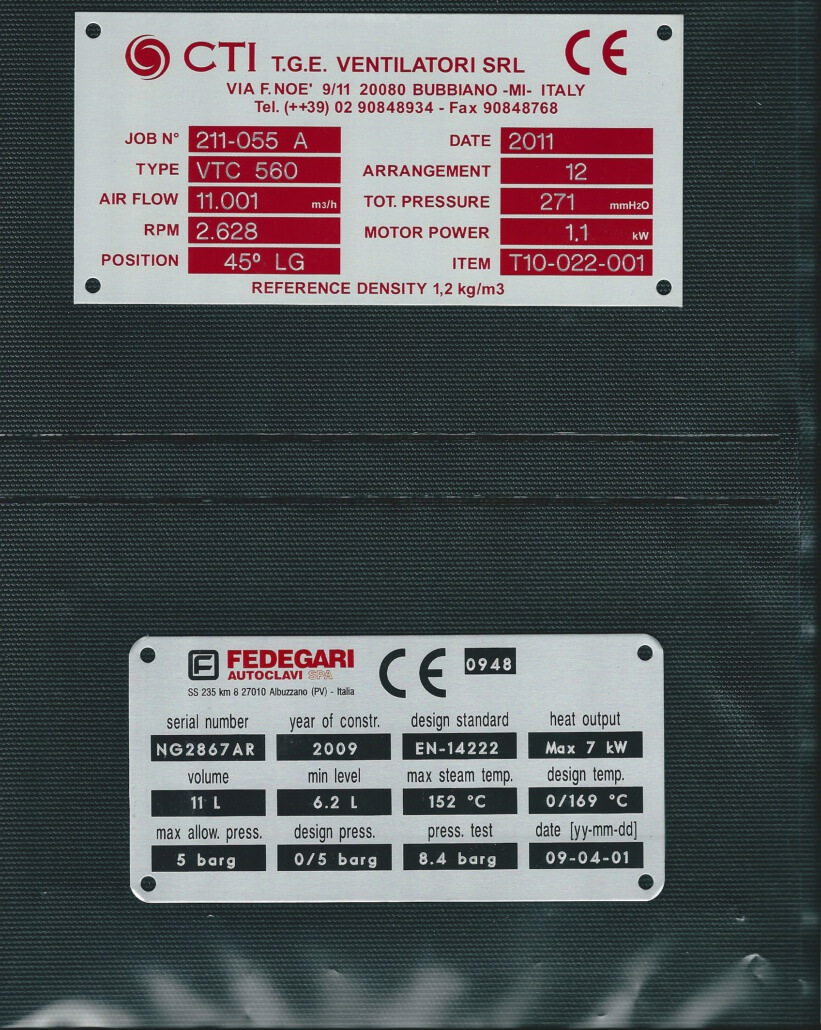 CTI T.G.E. VENTILATORI SRL CE
VIA F. NOE' 9/11 20080 BUBBIANO -MI- ITALY
Tel. (++39) 02 90848934 - Fax 90848768
JOB N° 211-055 A DATE 2011
TYPE VTC 560 ARRANGEMENT 12
AIR FLOW 11.001 m3/h TOT. PRESSURE 271 mmH2O
RPM 2.628 MOTOR POWER 1.1 kW
POSITION 45° LG ITEM T10-022-001
REFERENCE DENSITY 1,2 kg/m3
FEDEGARI CE 0948
AUTOCLAVI SPA
SS 235 km 8 27010 Albuzzano (PV) - Italia
serial number year of constr. design standard heat output
NG2867AR 2009 EN-14222 Max 7 kW
volume min level max steam temp. design temp.
11 L 6.2 L 152 °C 0/169 °C
max allow. press. design press. press. test date [yy-mm-dd]
5 barg 0/5 barg 8.4 barg 09-04-01